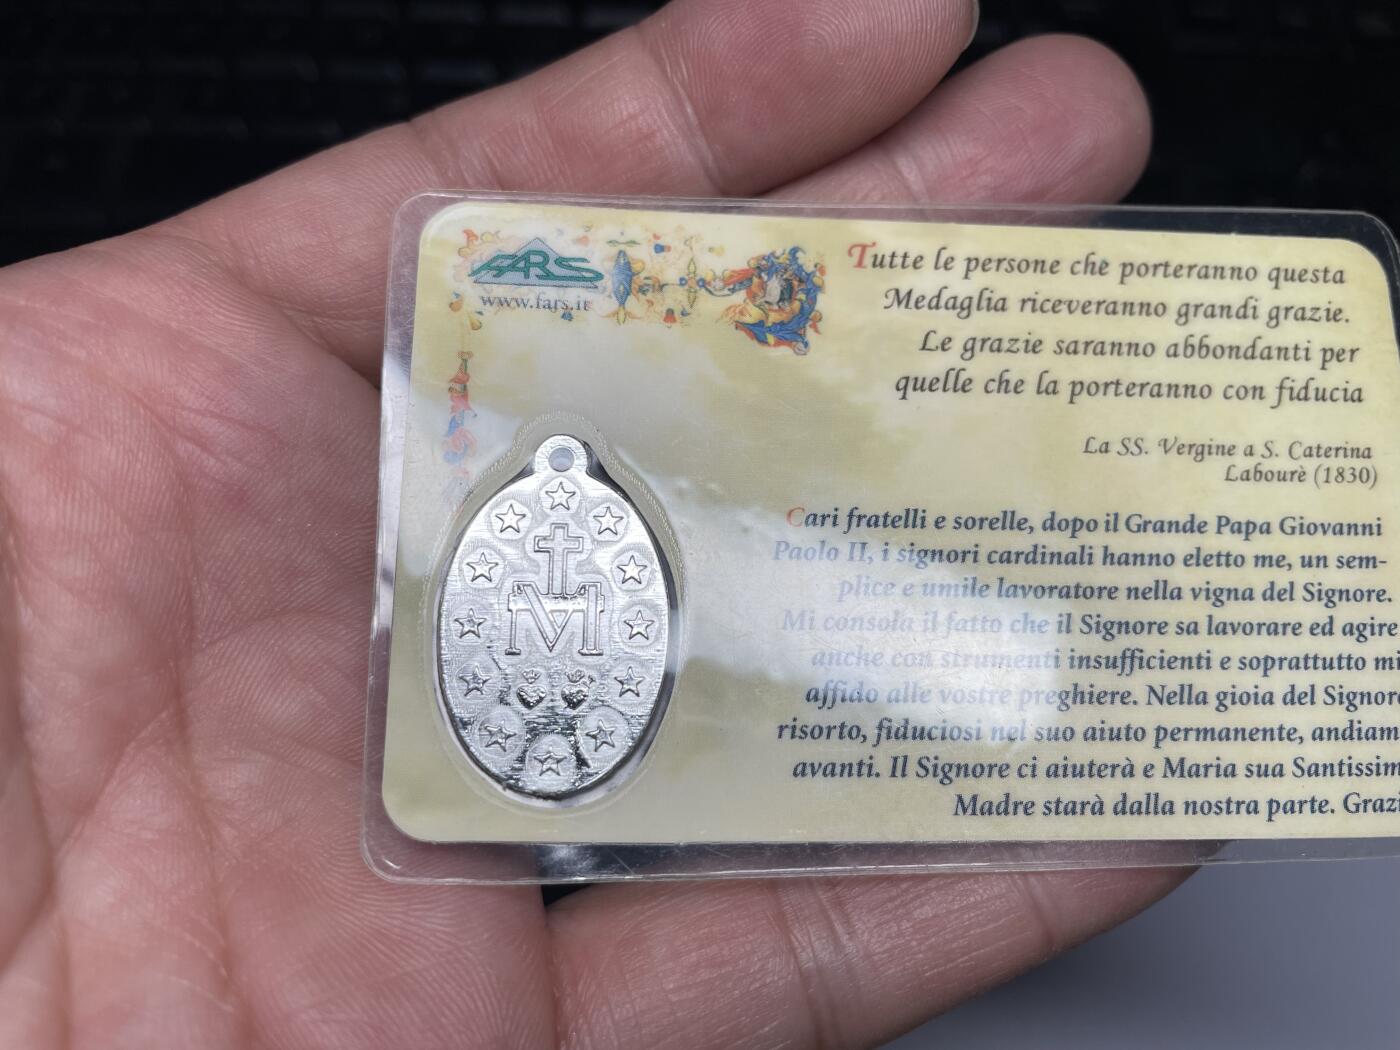 FARS
www.fars.it
Tutte le persone che porteranno questa
Medaglia riceveranno grandi grazie.
Le grazie saranno abbondanti per
quelle che la porteranno con fiducia
La SS. Vergine a S. Caterina
Labourè (1830)
Cari fratelli e sorelle, dopo il Grande Papa Giovanni
Paolo II, i signori cardinali hanno eletto me, un sem-
plice e umile lavoratore nella vigna del Signore.
Mi consola il fatto che il Signore sa lavorare ed agire
anche con strumenti insufficienti e soprattutto mi
affido alle vostre preghiere. Nella gioia del Signor
risorto, fiduciosi nel suo aiuto permanente, andiam
avanti. Il Signore ci aiuterà e Maria sua Santissim
Madre starà dalla nostra parte. Grazi
M